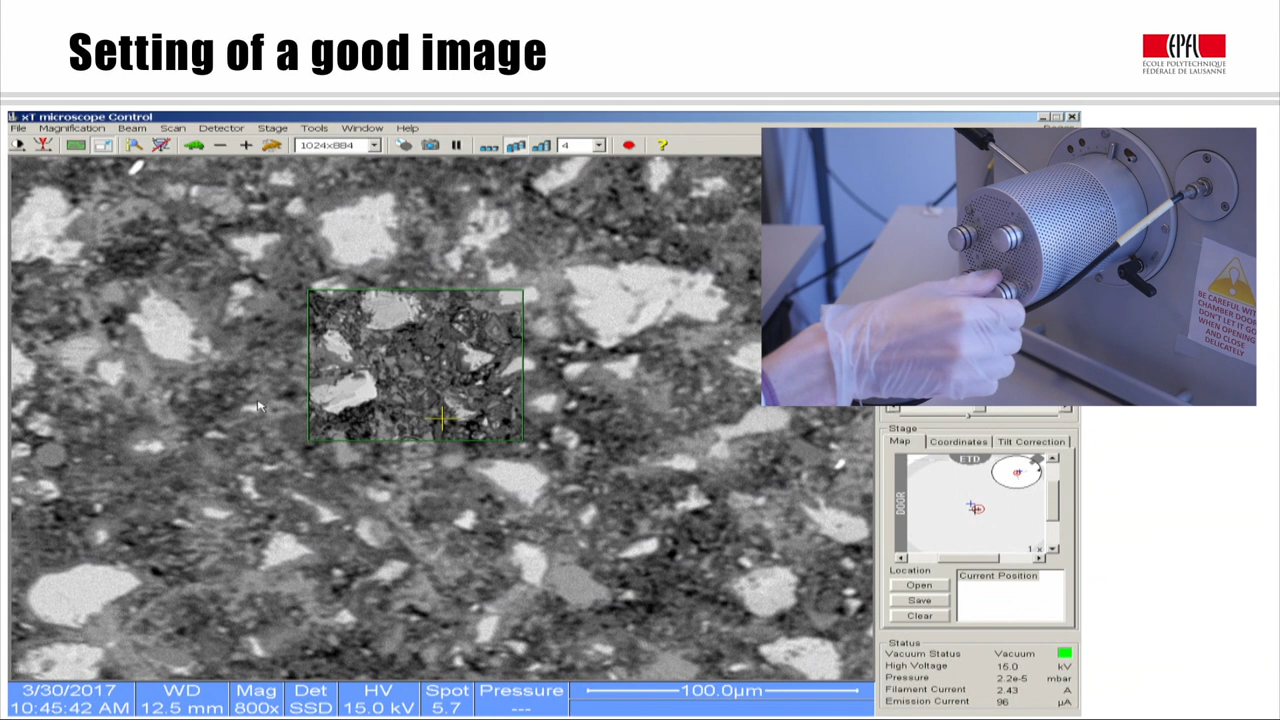 Setting of a good image
EPFL
ÉCOLE POLYTECHNIQUE
FÉDÉRALE DE LAUSANNE
xT microscope Control
File Magnification Beam Scan Detector Stage Tools Window Help
1024x884
4
BE CAREFUL WITH
CHAMBER DOOR
DON'T LET IT GO
WHEN OPENING
AND CLOSE
DELICATELY
Stage
Map Coordinates Tilt Correction
ETD
DOOR
1 x
Location
Open
Save
Clear
Current Position
Status
Vacuum Status Vacuum
High Voltage 15.0 kV
Pressure 2.2e-5 mbar
Filament Current 2.43 A
Emission Current 96 µA
3/30/2017 WD Mag Det HV Spot Pressure 100.0µm
10:45:42 AM 12.5 mm 800x SSD 15.0 kV 5.7 ---